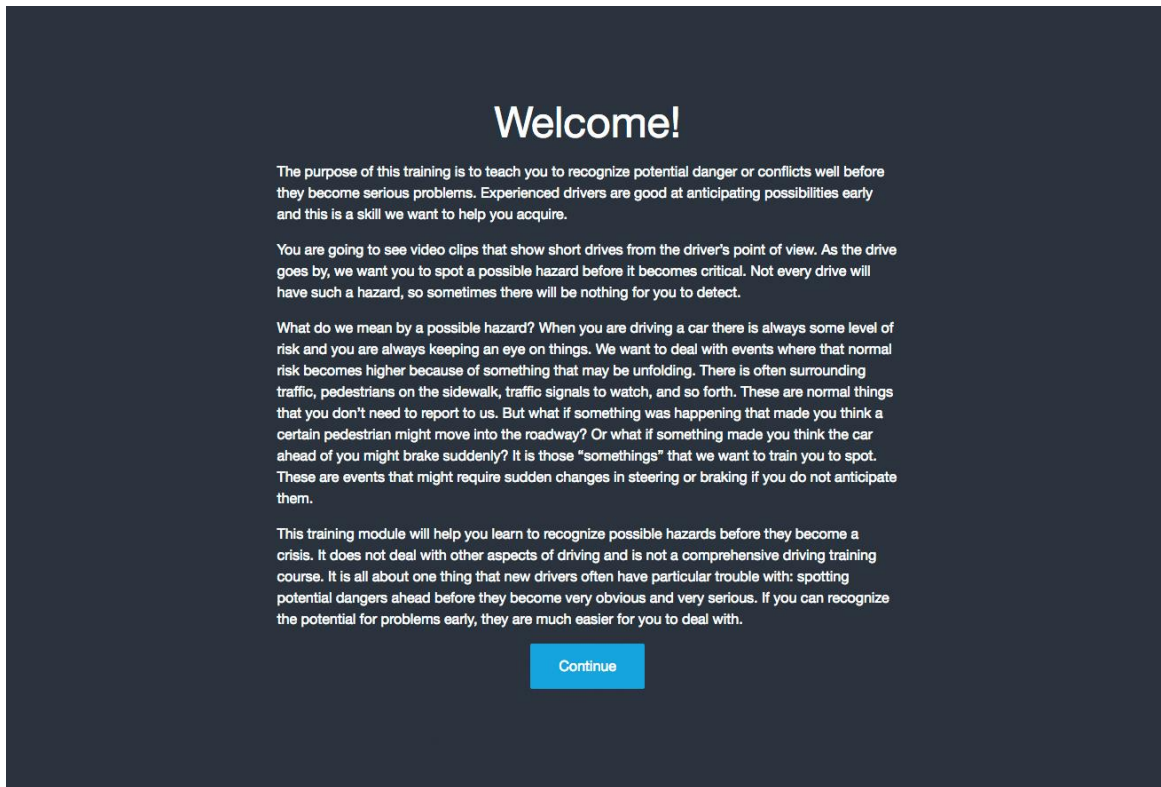 Welcome!
The purpose of this training is to teach you to recognize potential danger or conflicts well before
they become serious problems. Experienced drivers are good at anticipating possibilities early
and this is a skill we want to help you acquire.
You are going to see video clips that show short drives from the driver’s point of view. As the drive
goes by, we want you to spot a possible hazard before it becomes critical. Not every drive will
have such a hazard, so sometimes there will be nothing for you to detect.
What do we mean by a possible hazard? When you are driving a car there is always some level of
risk and you are always keeping an eye on things. We want to deal with events where that normal
risk becomes higher because of something that may be unfolding. There is often surrounding
traffic, pedestrians on the sidewalk, traffic signals to watch, and so forth. These are normal things
that you don’t need to report to us. But what if something was happening that made you think a
certain pedestrian might move into the roadway? Or what if something made you think the car
ahead of you might brake suddenly? It is those “somethings” that we want to train you to spot.
These are events that might require sudden changes in steering or braking if you do not anticipate
them.
This training module will help you learn to recognize possible hazards before they become a
crisis. It does not deal with other aspects of driving and is not a comprehensive driving training
course. It is all about one thing that new drivers often have particular trouble with: spotting
potential dangers ahead before they become very obvious and very serious. If you can recognize
the potential for problems early, they are much easier for you to deal with.
Continue